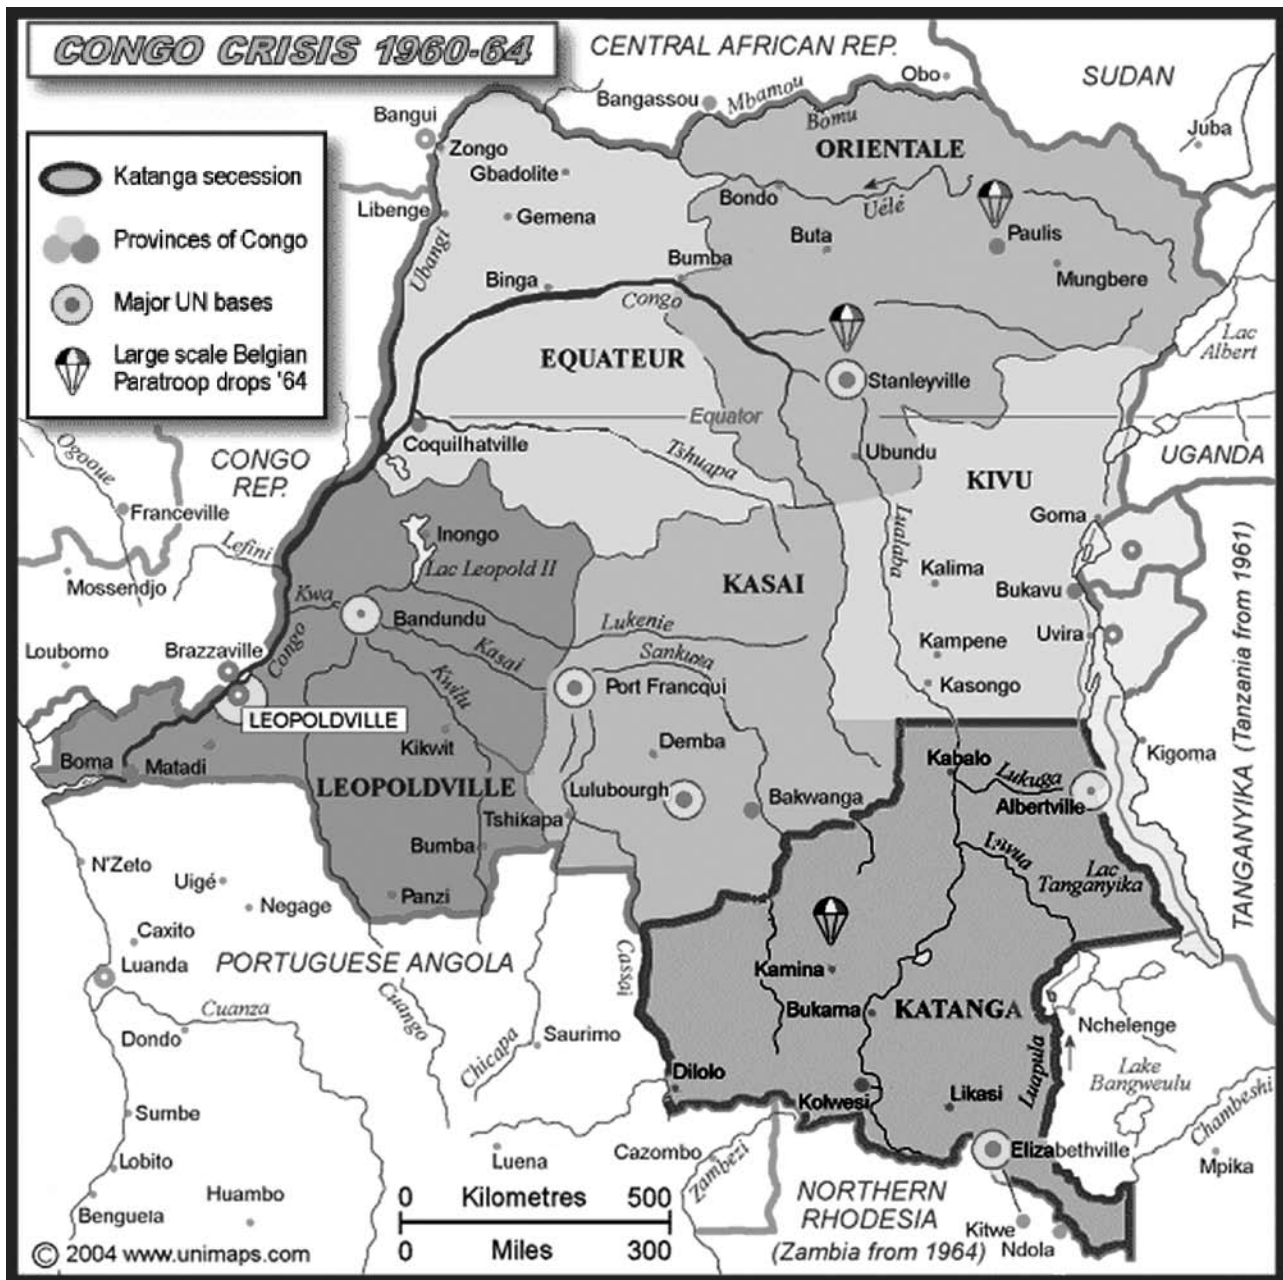 CONGO CRISIS 1960-64
CENTRAL AFRICAN REP.
SUDAN
Obo
Bangassou
Mbamou
Bomu
Bangui
Juba
Katanga secession
Provinces of Congo
Major UN bases
Large scale Belgian
Paratroop drops '64
Zongo
Gbadolite
ORIENTALE
Libenge
Gemena
Bondo
Uélé
Ubangi
Buta
Paulis
Bumba
Mungbere
Binga
Congo
Lac
Albert
EQUATEUR
Stanleyville
Equator
Coquilhatville
Tshuapa
Ubundu
UGANDA
Ogooue
CONGO
REP.
KIVU
Franceville
Goma
Lualaba
Inongo
Lefini
Lac Leopold II
KASAI
Kalima
Mossendjo
Bukavu
Kwa
Bandundu
Lukenie
Kampene
Uvira
Loubomo
Brazzaville
Congo
Kasai
Sankuta
Kwilu
Port Francqui
Kasongo
TANGANYIKA (Tanzania from 1961)
LEOPOLDVILLE
Kikwit
Demba
Kigoma
Boma
Matadi
Kabalo
Lukuga
LEOPOLDVILLE
Lulubourgh
Bakwanga
Albertville
Tshikapa
Bumba
Liwua
N'Zeto
Lac
Tanganyika
Uigé
Negage
Panzi
Caxito
Luanda
PORTUGUESE ANGOLA
Cassai
Kamina
Cuanza
Cuango
Bukama
KATANGA
Dondo
Chicapa
Saurimo
Nchelenge
Luapula
Lake
Bangweulu
Dilolo
Kolwesi
Likasi
Chambeshi
Sumbe
Elizabethville
Lobito
Luena
Cazombo
Zambezi
Mpika
Huambo
Benguela
0 Kilometres 500
0 Miles 300
NORTHERN
RHODESIA
(Zambia from 1964)
Kitwe
Ndola
© 2004 www.unimaps.com